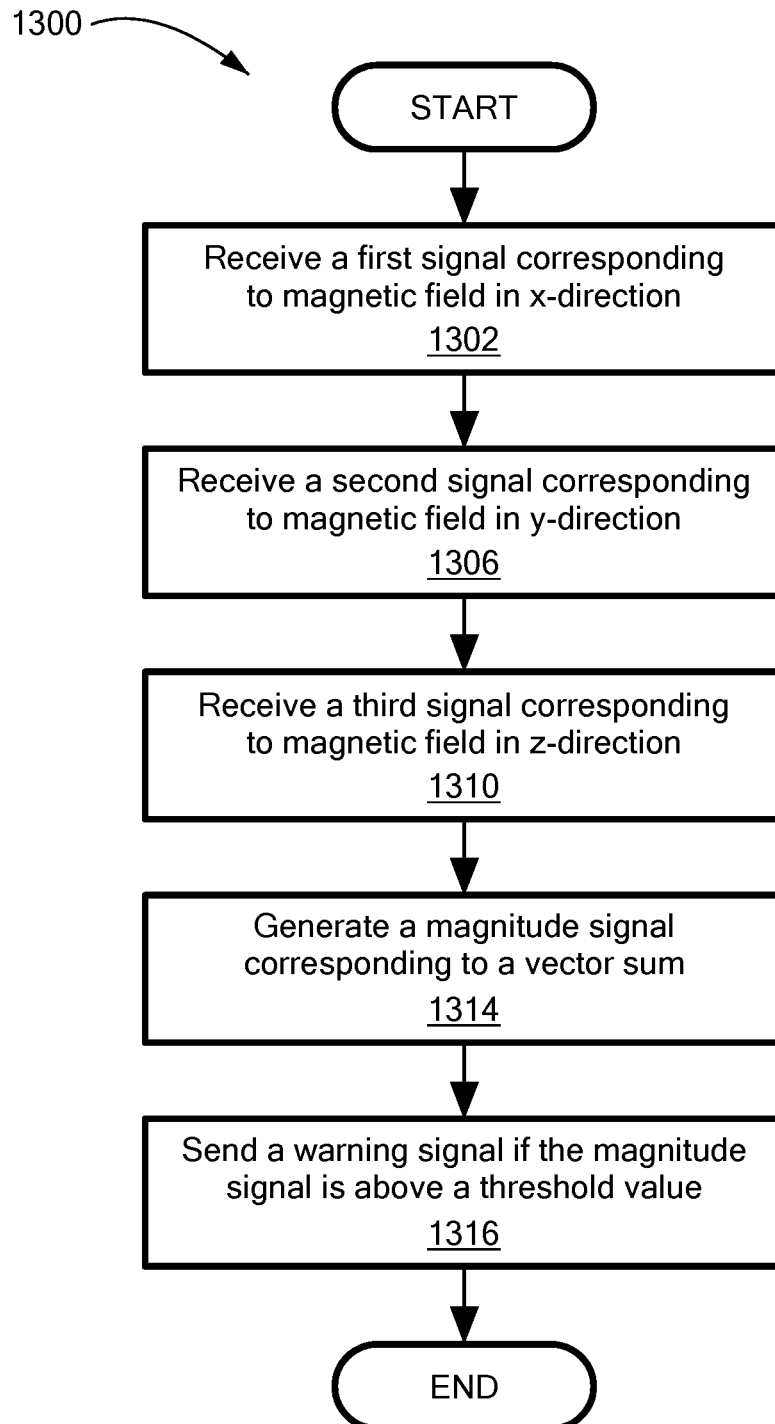 1300
START
Receive a first signal corresponding
to magnetic field in x-direction
1302
Receive a second signal corresponding
to magnetic field in y-direction
1306
Receive a third signal corresponding
to magnetic field in z-direction
1310
Generate a magnitude signal
corresponding to a vector sum
1314
Send a warning signal if the magnitude
signal is above a threshold value
1316
END